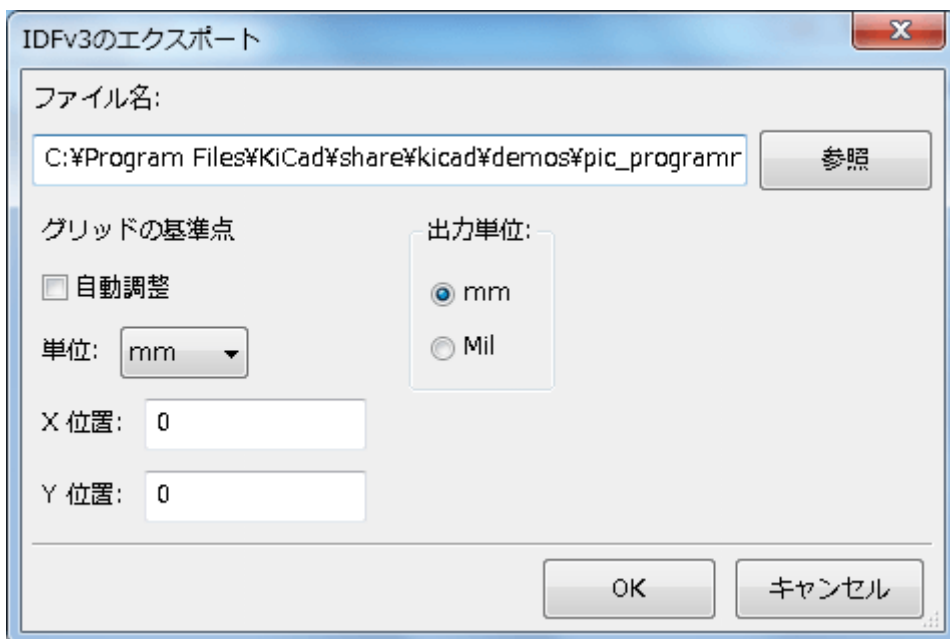 IDFv3のエクスポート
ファイル名:
C:¥Program Files¥KiCad¥share¥kicad¥demos¥pic_programr
参照
グリッドの基準点
出力単位:
自動調整
mm
単位: mm
Mil
X 位置: 0
Y 位置: 0
OK
キャンセル